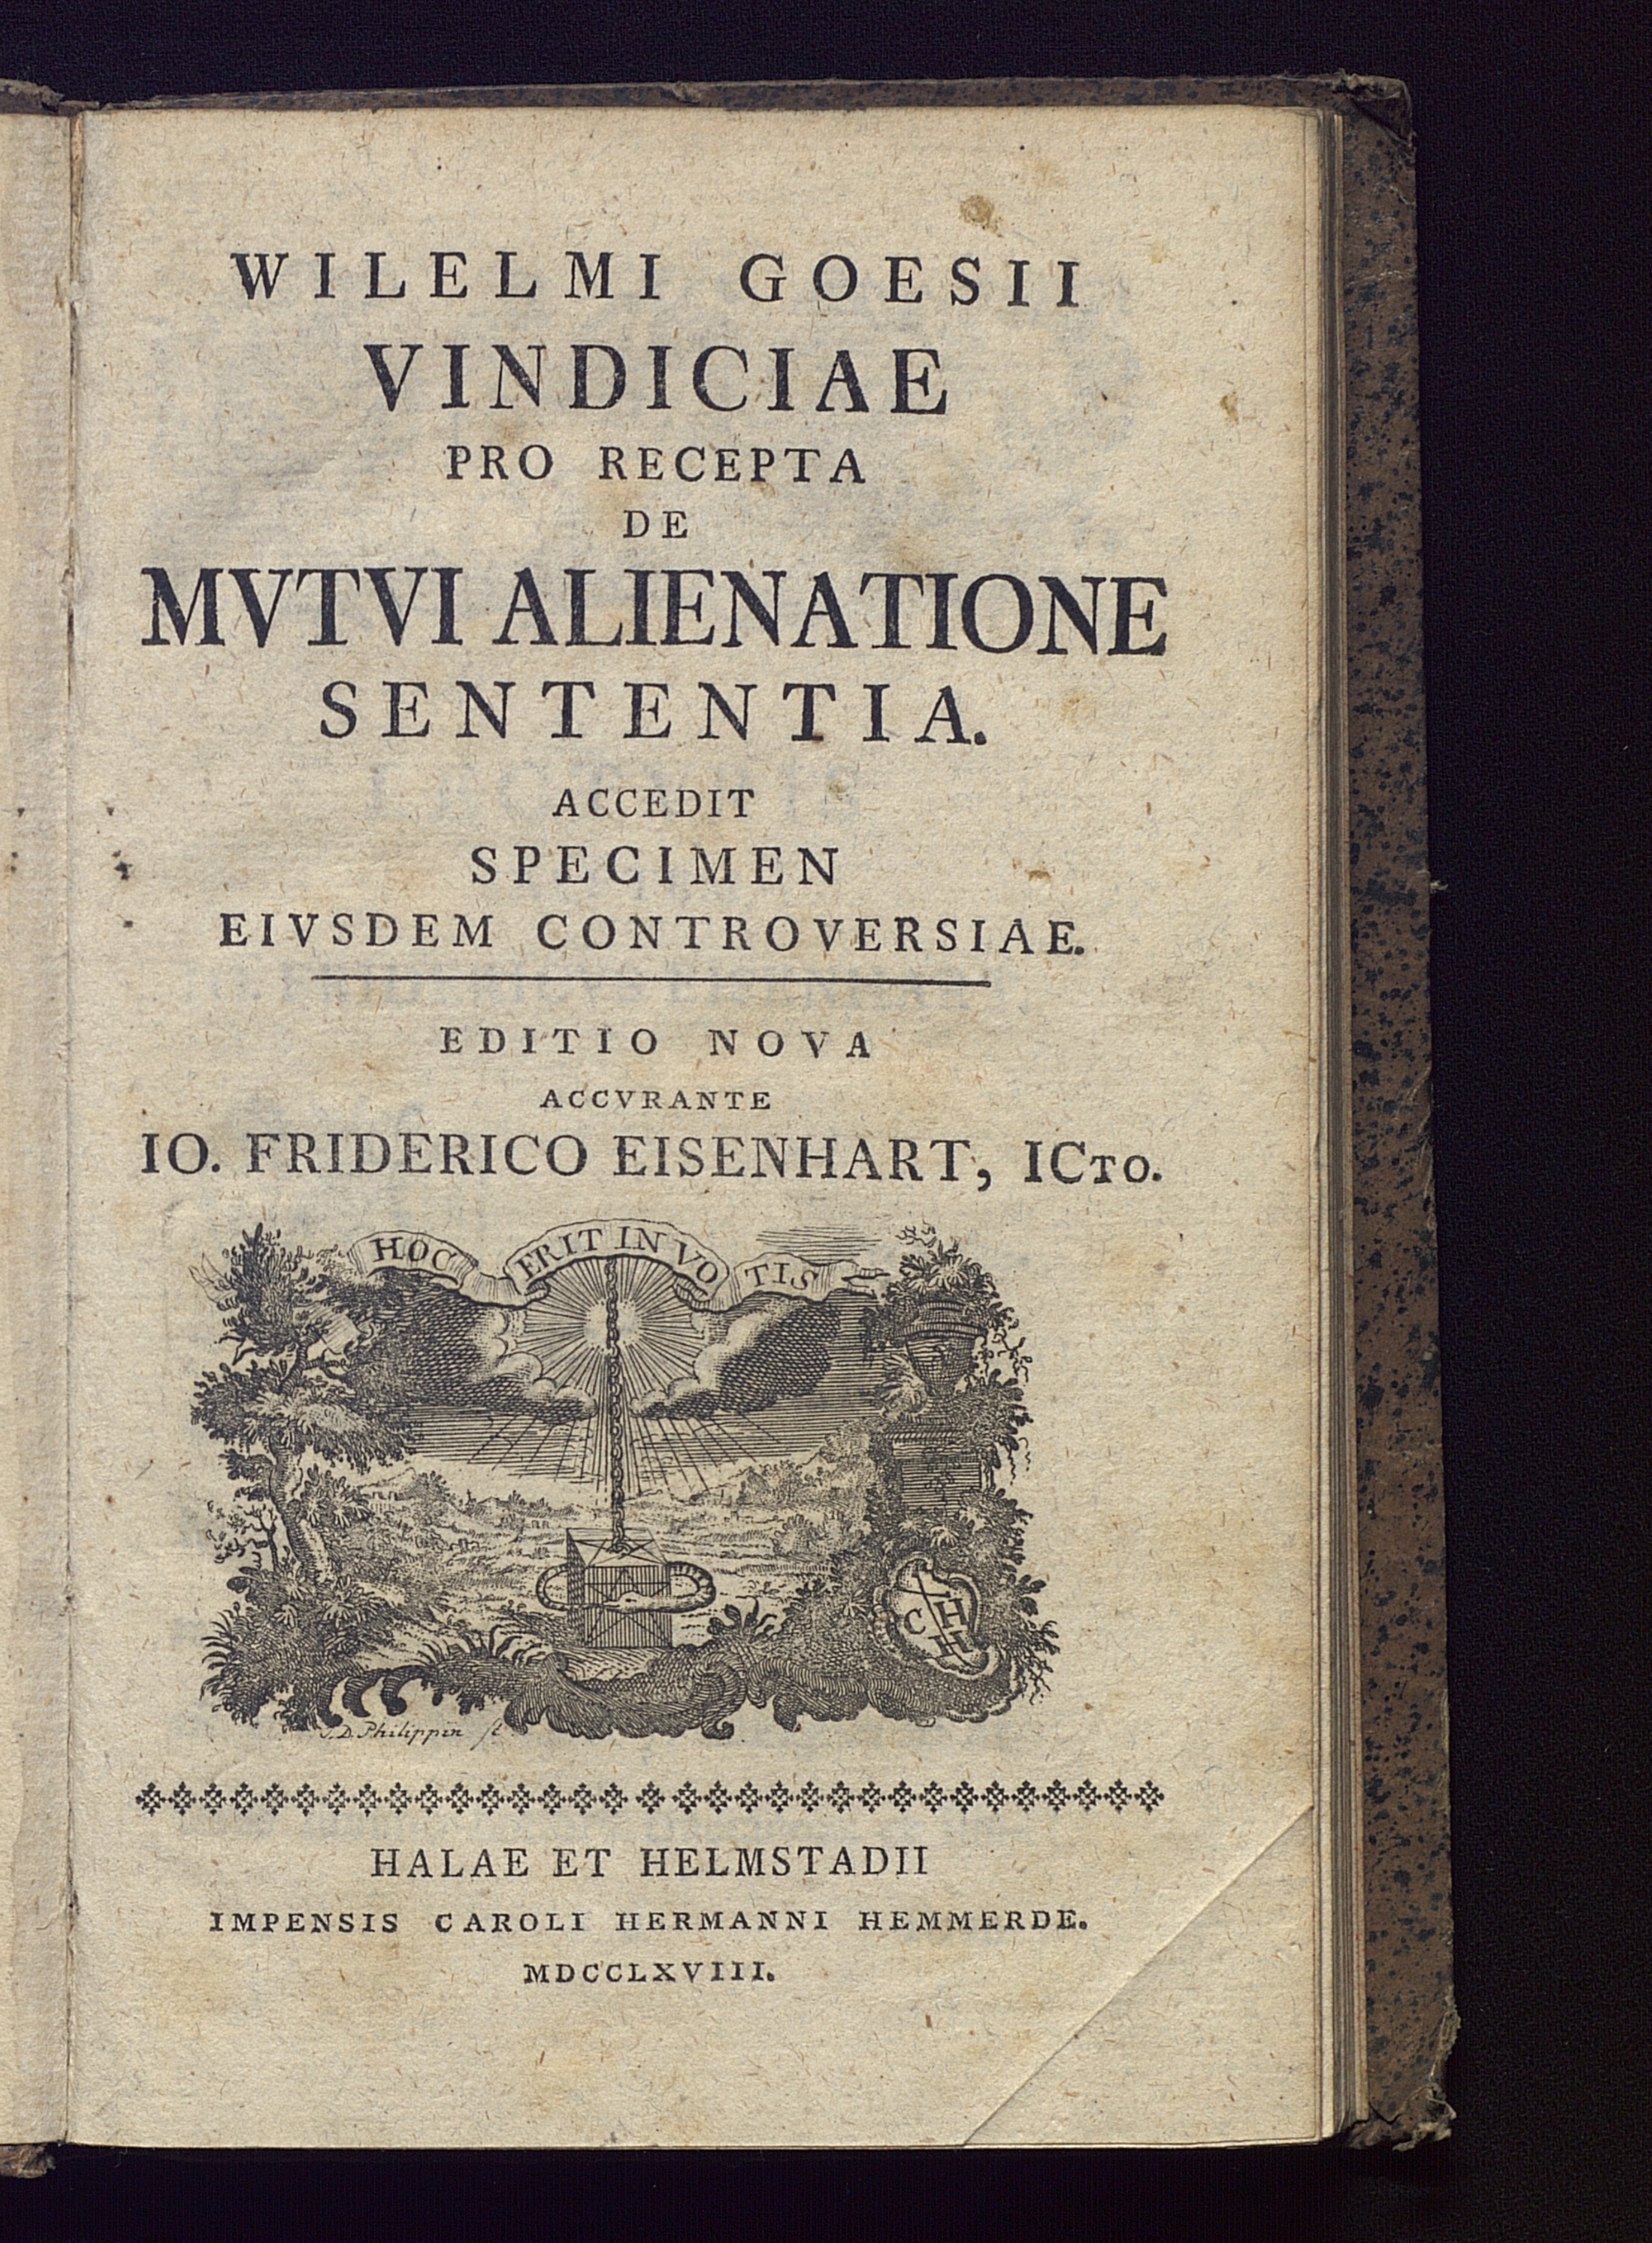 WILELMI GOESII
VINDICIAE
PRO RECEPTA
DE
MVTVI ALIENATIONE
SENTENTIA.
ACCEDIT
SPECIMEN
EIVSDEM CONTROVERSIAE.
EDITIO NOVA
ACCVRANTE
IO. FRIDERICO EISENHART, ICTO.
HOC ERIT IN VOTIS
C H H
J. D. Philippin
HALAE ET HELMSTADII
IMPENSIS CAROLI HERMANNI HEMMERDE.
MDCCLXVIII.